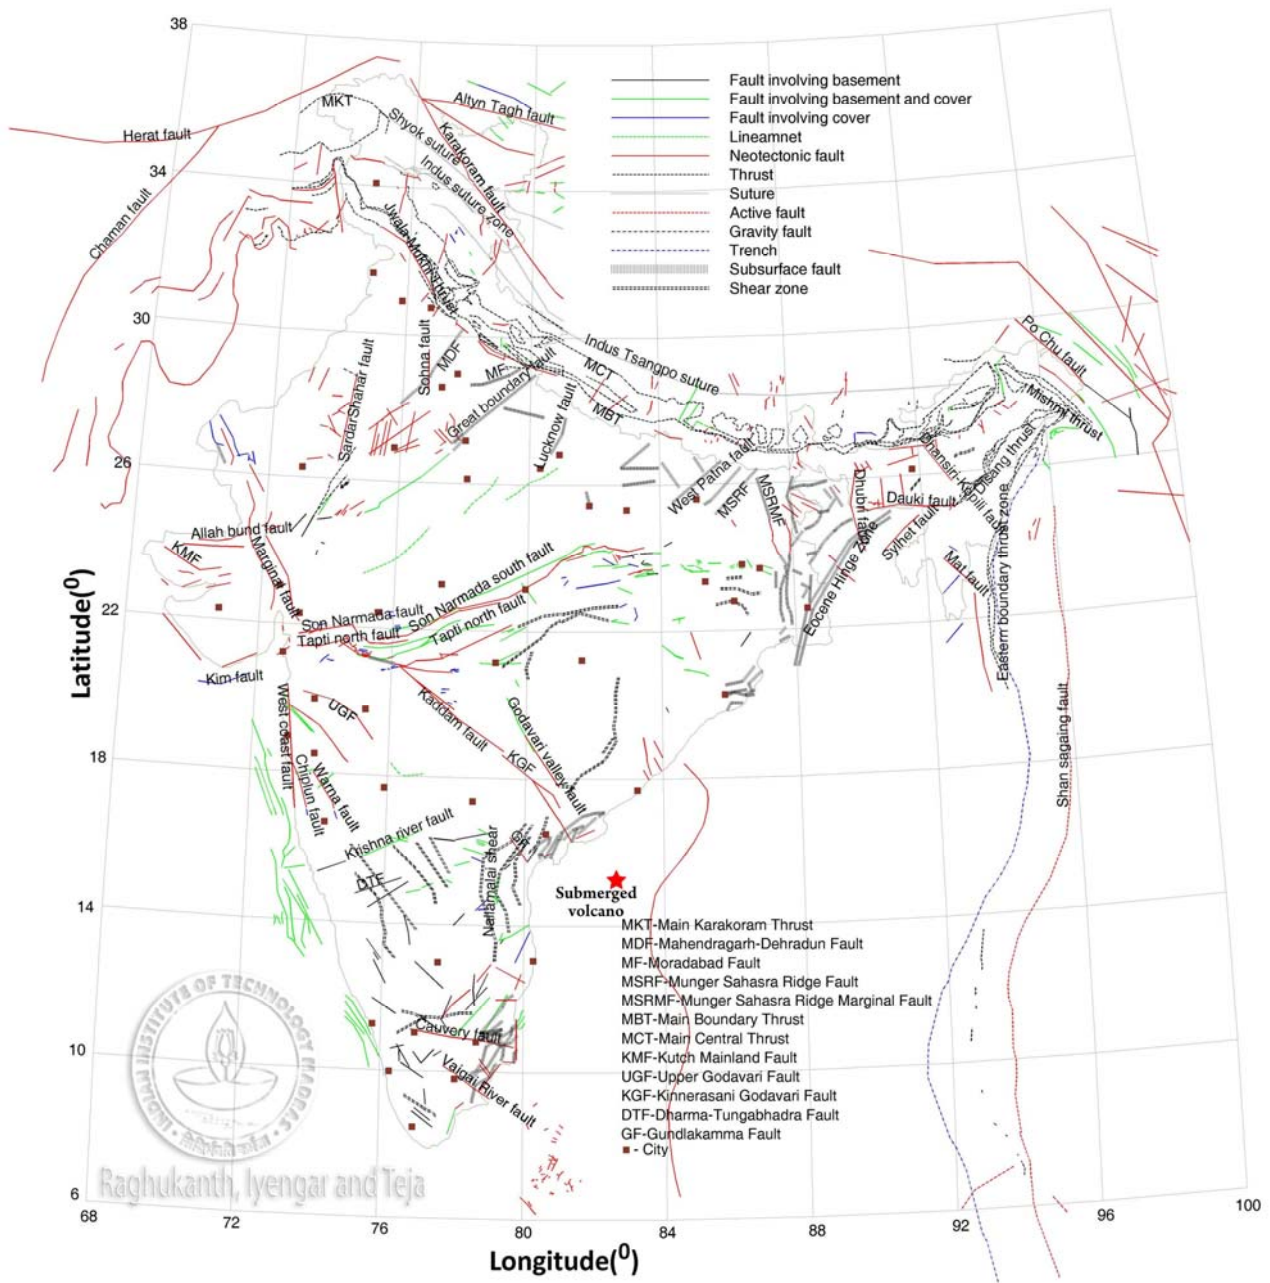 38
34
30
26
22
18
14
10
6
Latitude(⁰)
Herat fault
MKT
Altyn Tagh fault
Shyok suture
Karakoram fault
Indus suture zone
Chaman fault
Jwala Mukhi Thrust
Fault involving basement
Fault involving basement and cover
Fault involving cover
Lineamnet
Neotectonic fault
Thrust
Suture
Active fault
Gravity fault
Trench
Subsurface fault
Shear zone
Sardar Shahar fault
Sohna fault
MDF
MF
Great boundary fault
Lucknow fault
Indus Tsangpo suture
MCT
MBT
Po Chu fault
Mishmi thrust
West Patna fault
MSRF
MSRMF
Dhubri fault
Dhansiri-Kopili fault
Disang thrust
Dauki fault
Sylhet fault
Eocene Hinge Zone
Mat fault
Eastern boundary thrust zone
Shan sagaing fault
Allah bund fault
KMF
Marginal fault
Son Narmada fault
Son Narmada south fault
Tapti north fault
Tapti north fault
Kim fault
West coast fault
UGF
Kaddam fault
Godavari valley fault
KGF
Chiplun fault
Warna fault
Krishna river fault
DTF
Nallamalai shear
GF
Submerged
volcano
Cauvery fault
Vaigai River fault
MKT-Main Karakoram Thrust
MDF-Mahendragarh-Dehradun Fault
MF-Moradabad Fault
MSRF-Munger Sahasra Ridge Fault
MSRMF-Munger Sahasra Ridge Marginal Fault
MBT-Main Boundary Thrust
MCT-Main Central Thrust
KMF-Kutch Mainland Fault
UGF-Upper Godavari Fault
KGF-Kinnerasani Godavari Fault
DTF-Dharma-Tungabhadra Fault
GF-Gundlakamma Fault
- City
INDIAN INSTITUTE OF TECHNOLOGY MADRAS
Raghukanth, Iyengar and Teja
68
72
76
80
84
88
92
96
100
Longitude(⁰)